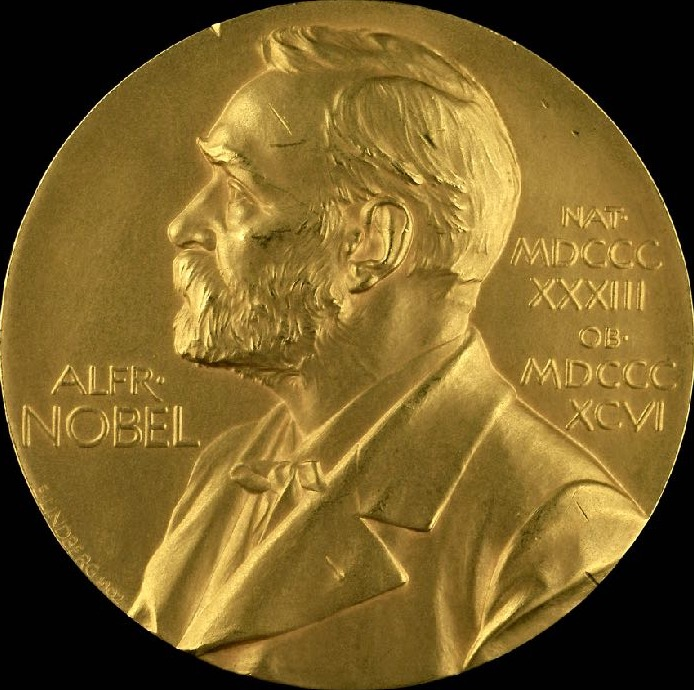 ALFR·
NOBEL
NAT·
MDCCC
XXXIII
OB·
MDCCC
XCVI